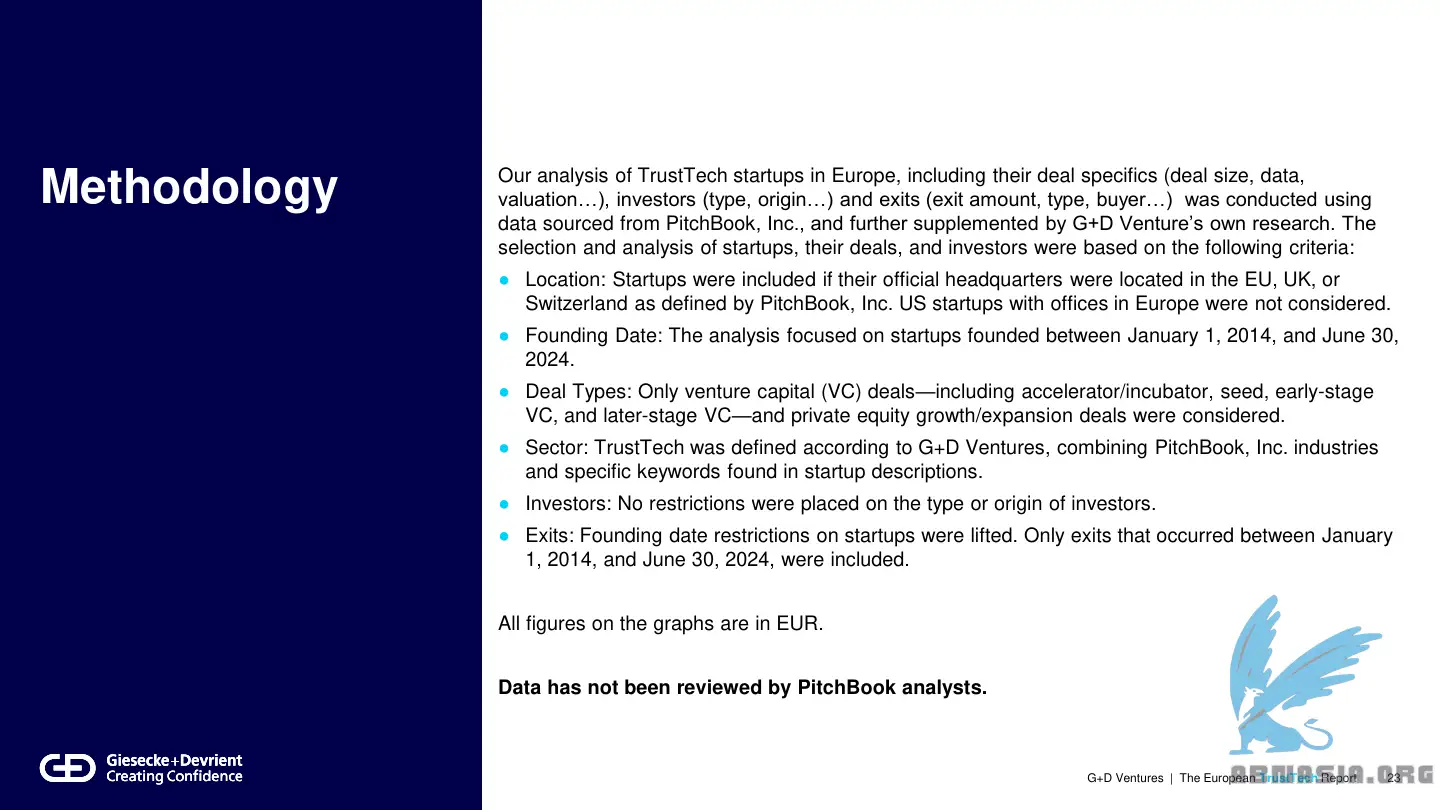 Methodology
Our analysis of TrustTech startups in Europe, including their deal specifics (deal size, data,
valuation…), investors (type, origin…) and exits (exit amount, type, buyer…)  was conducted using
data sourced from PitchBook, Inc., and further supplemented by G+D Venture’s own research. The
selection and analysis of startups, their deals, and investors were based on the following criteria:
● Location: Startups were included if their official headquarters were located in the EU, UK, or
Switzerland as defined by PitchBook, Inc. US startups with offices in Europe were not considered.
● Founding Date: The analysis focused on startups founded between January 1, 2014, and June 30,
2024.
● Deal Types: Only venture capital (VC) deals—including accelerator/incubator, seed, early-stage
VC, and later-stage VC—and private equity growth/expansion deals were considered.
● Sector: TrustTech was defined according to G+D Ventures, combining PitchBook, Inc. industries
and specific keywords found in startup descriptions.
● Investors: No restrictions were placed on the type or origin of investors.
● Exits: Founding date restrictions on startups were lifted. Only exits that occurred between January
1, 2014, and June 30, 2024, were included.
All figures on the graphs are in EUR.
Data has not been reviewed by PitchBook analysts.
Giesecke+Devrient
Creating Confidence
G+D Ventures | The European TrustTech Report 23
ARMASIA.ORG